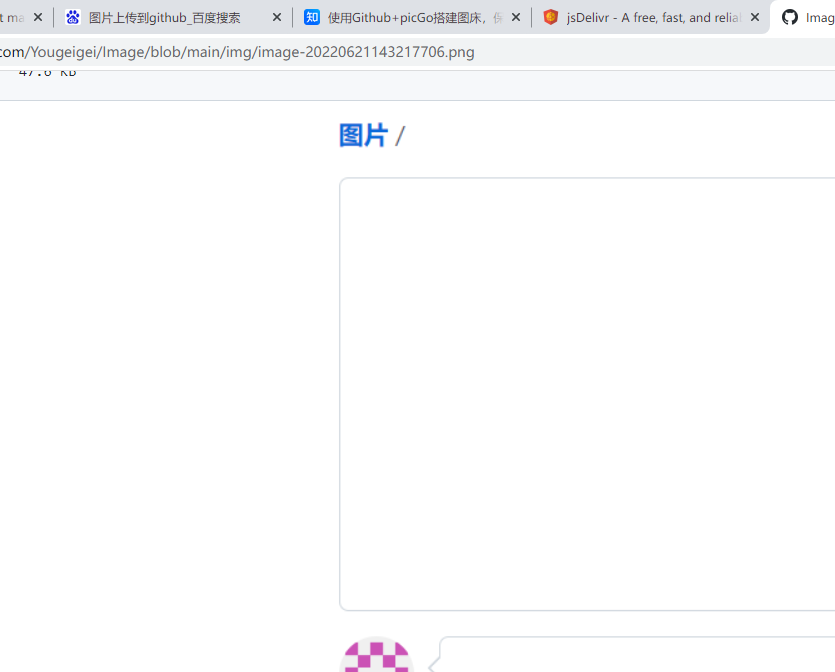 t ma
图片上传到github_百度搜索
使用Github+picGo搭建图床，
jsDelivr - A free, fast, and relia
Imag
com/Yougeigei/Image/blob/main/img/image-20220621143217706.png
47.6 KB
图片 /